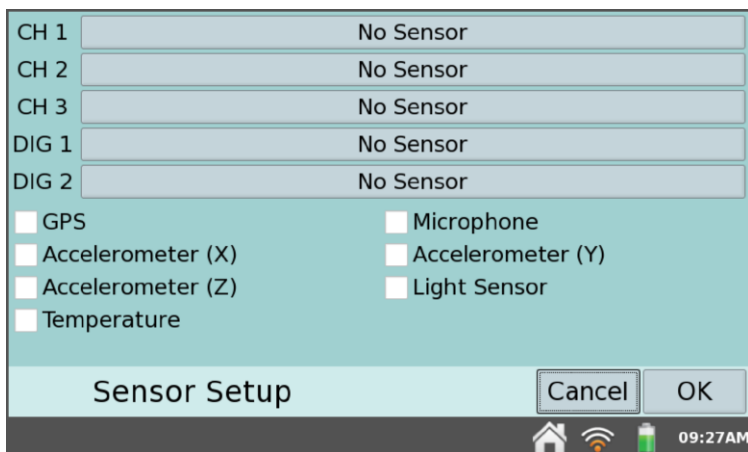 CH 1 No Sensor
CH 2 No Sensor
CH 3 No Sensor
DIG 1 No Sensor
DIG 2 No Sensor
GPS Microphone
Accelerometer (X) Accelerometer (Y)
Accelerometer (Z) Light Sensor
Temperature
Sensor Setup Cancel OK
09:27AM